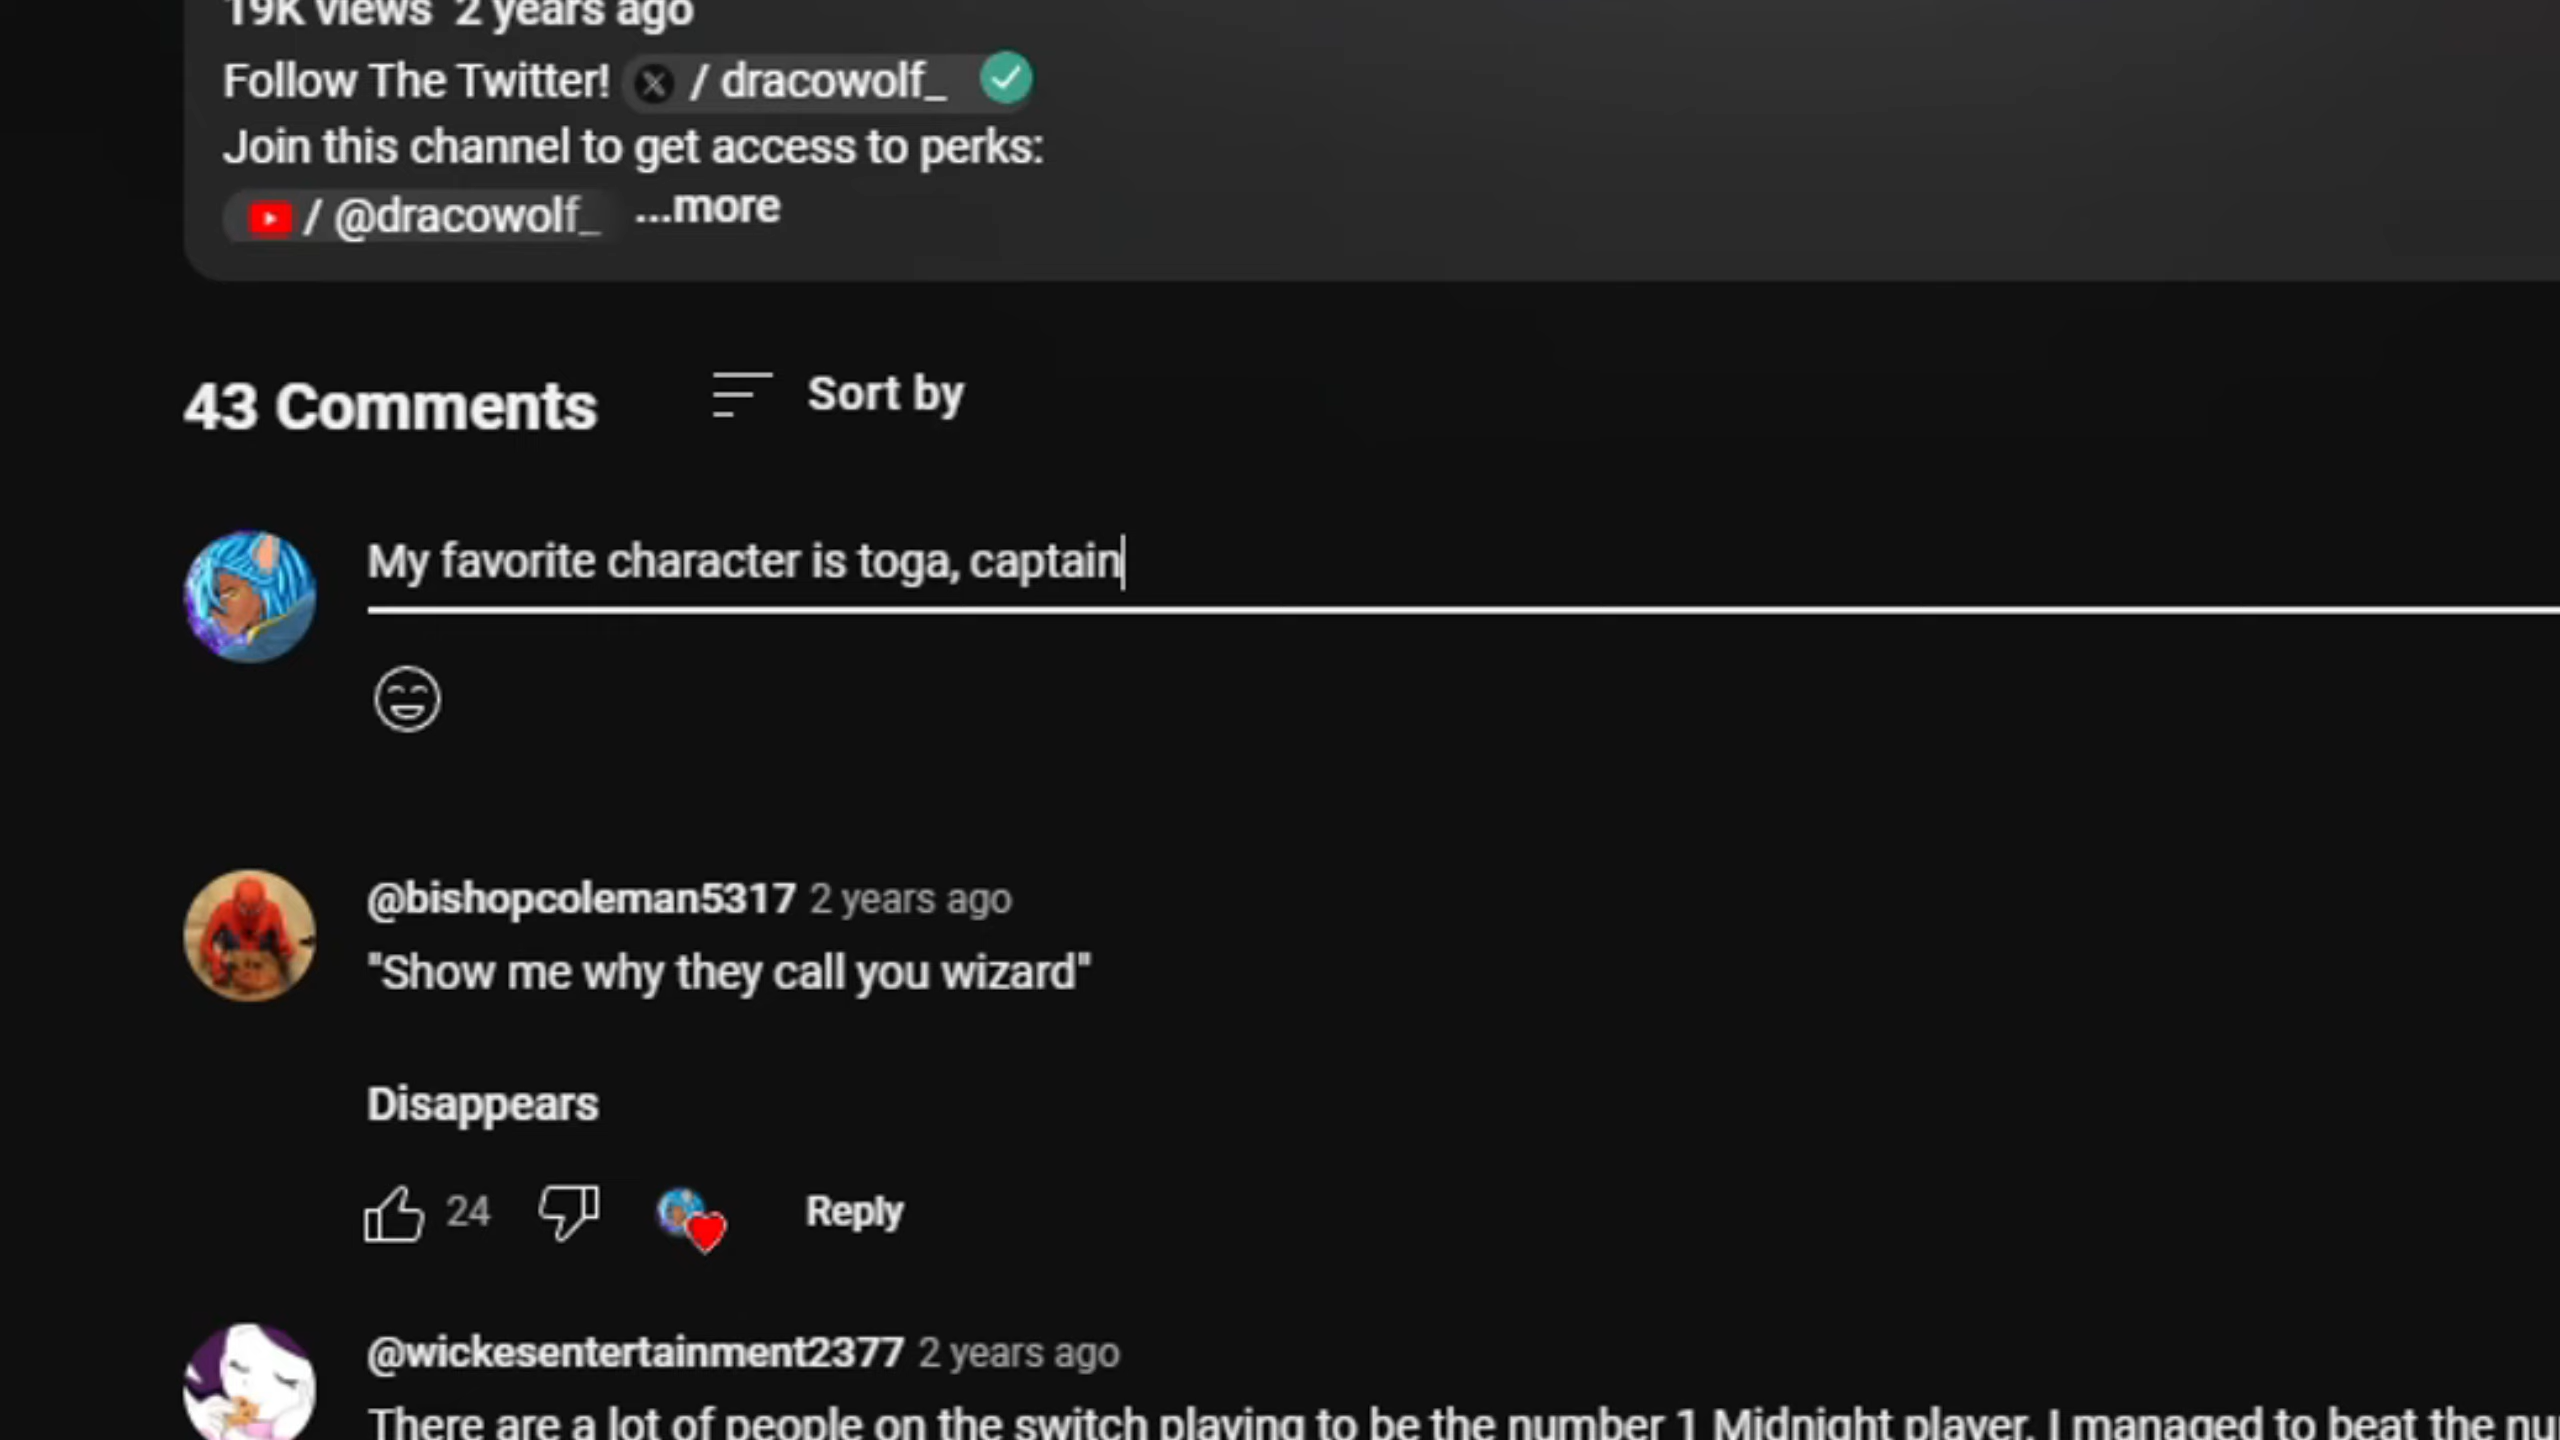 19K views 2 years ago
Follow The Twitter! / dracowolf_
Join this channel to get access to perks:
/ @dracowolf_ ...more
43 Comments Sort by
My favorite character is toga, captain
@bishopcoleman5317 2 years ago
"Show me why they call you wizard"
Disappears
24 Reply
@wickesentertainment2377 2 years ago
There are a lot of people on the switch playing to be the number 1 Midnight player. I managed to beat the